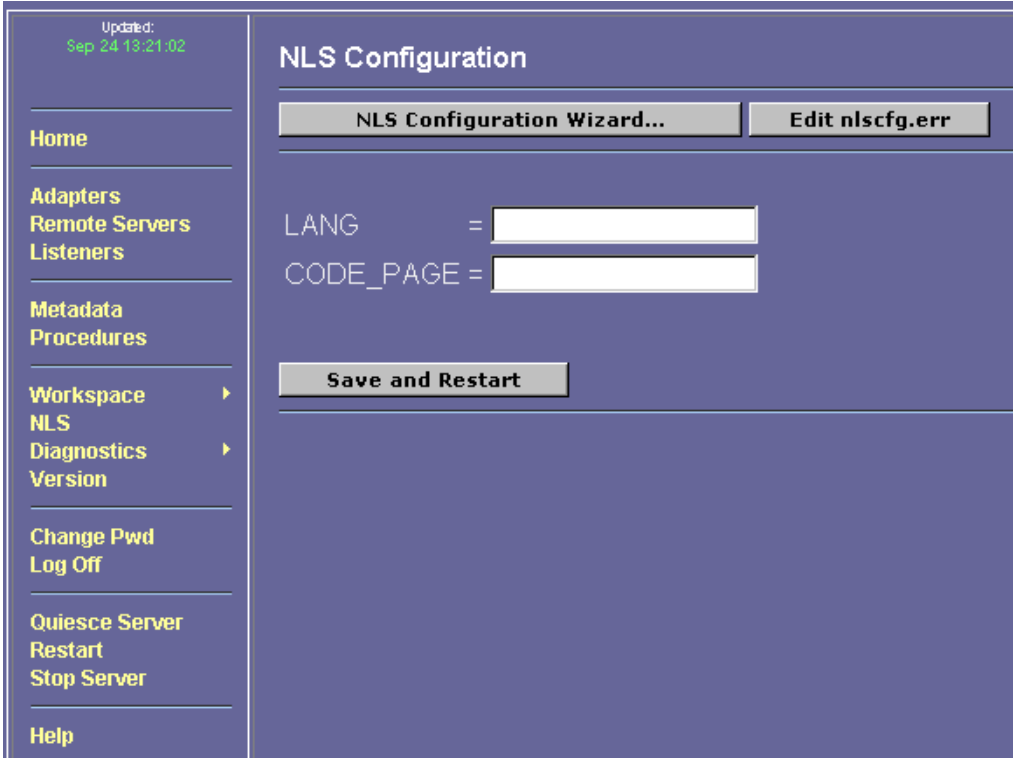 Updated:
Sep 24 13:21:02
Home
Adapters
Remote Servers
Listeners
Metadata
Procedures
Workspace
NLS
Diagnostics
Version
Change Pwd
Log Off
Quiesce Server
Restart
Stop Server
Help
NLS Configuration
NLS Configuration Wizard... Edit nlscfg.err
LANG =
CODE_PAGE =
Save and Restart